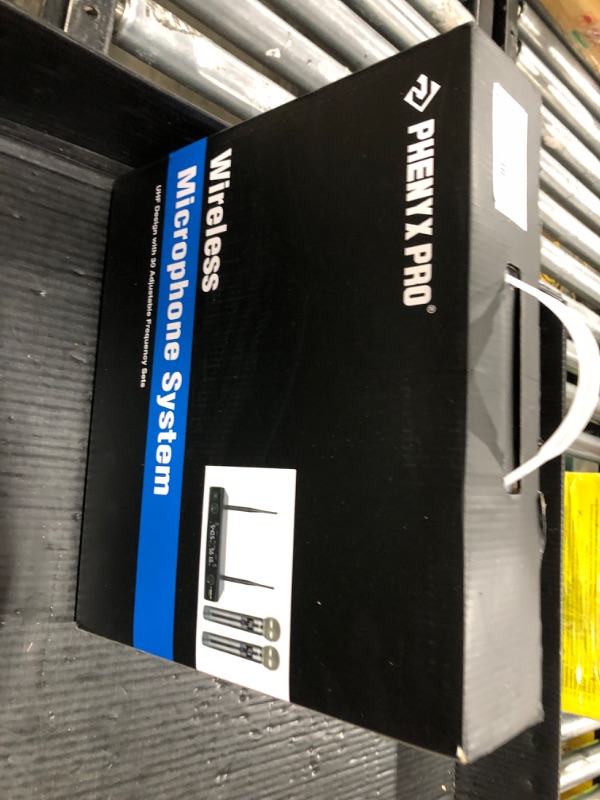 PHENYX PRO®
Wireless
Microphone System
UHF Design with 30 Adjustable Frequency Sets